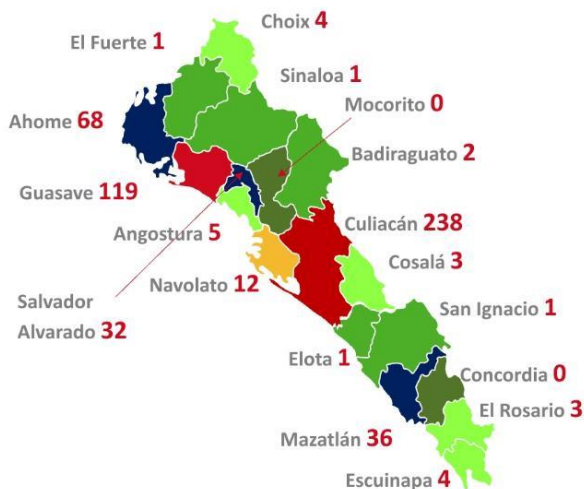 Choix 4
El Fuerte 1
Sinaloa 1
Mocorito 0
Ahome 68
Badiraguato 2
Guasave 119
Culiacán 238
Angostura 5
Cosalá 3
Navolato 12
Salvador
Alvarado 32
San Ignacio 1
Elota 1
Concordia 0
El Rosario 3
Mazatlán 36
Escuinapa 4